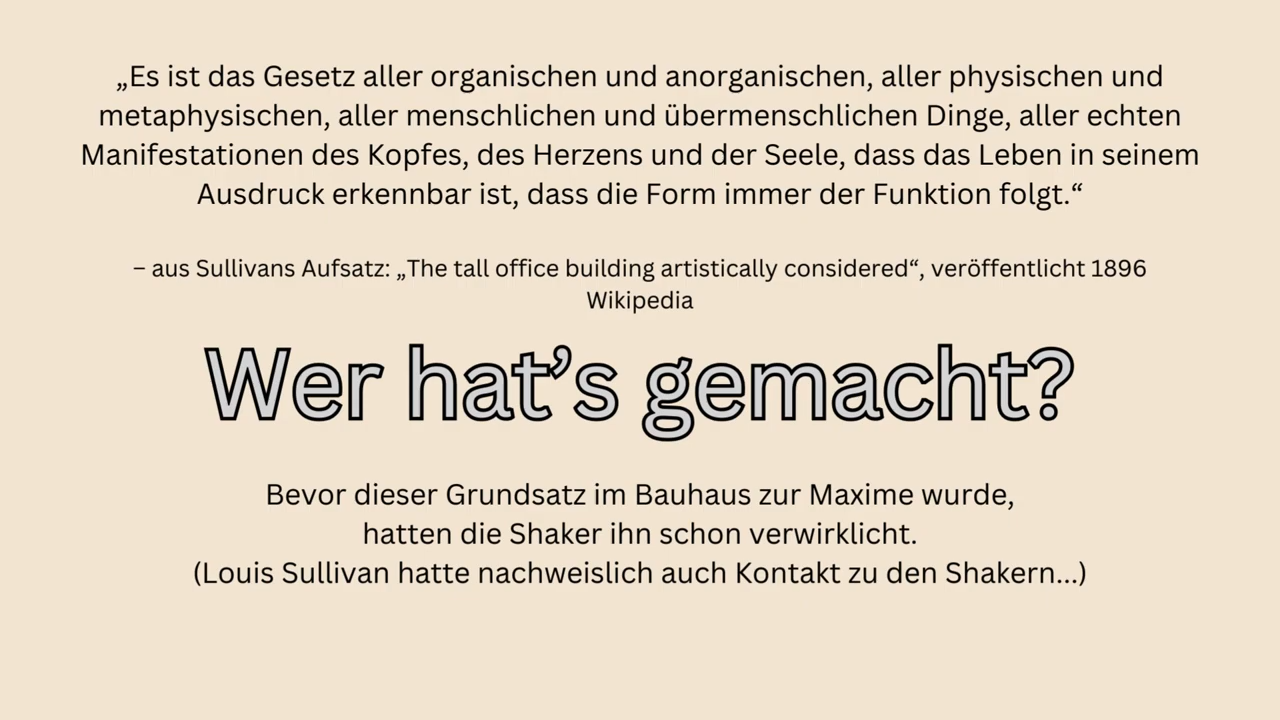 „Es ist das Gesetz aller organischen und anorganischen, aller physischen und
metaphysischen, aller menschlichen und übermenschlichen Dinge, aller echten
Manifestationen des Kopfes, des Herzens und der Seele, dass das Leben in seinem
Ausdruck erkennbar ist, dass die Form immer der Funktion folgt.“
– aus Sullivans Aufsatz: „The tall office building artistically considered“, veröffentlicht 1896
Wikipedia
Wer hat’s gemacht?
Bevor dieser Grundsatz im Bauhaus zur Maxime wurde,
hatten die Shaker ihn schon verwirklicht.
(Louis Sullivan hatte nachweislich auch Kontakt zu den Shakern...)